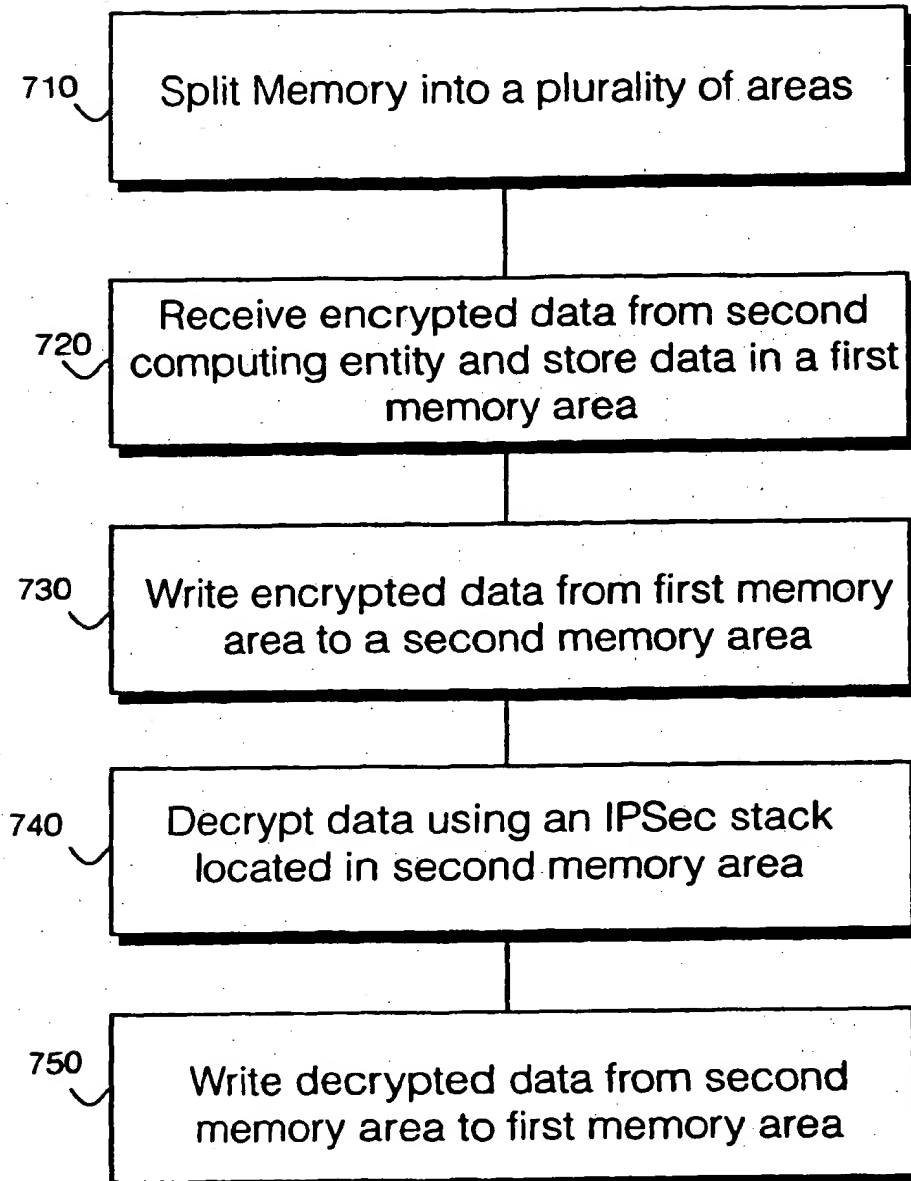 710
Split Memory into a plurality of areas
720
Receive encrypted data from second
computing entity and store data in a first
memory area
730
Write encrypted data from first memory
area to a second memory area
740
Decrypt data using an IPSec stack
located in second memory area
750
Write decrypted data from second
memory area to first memory area